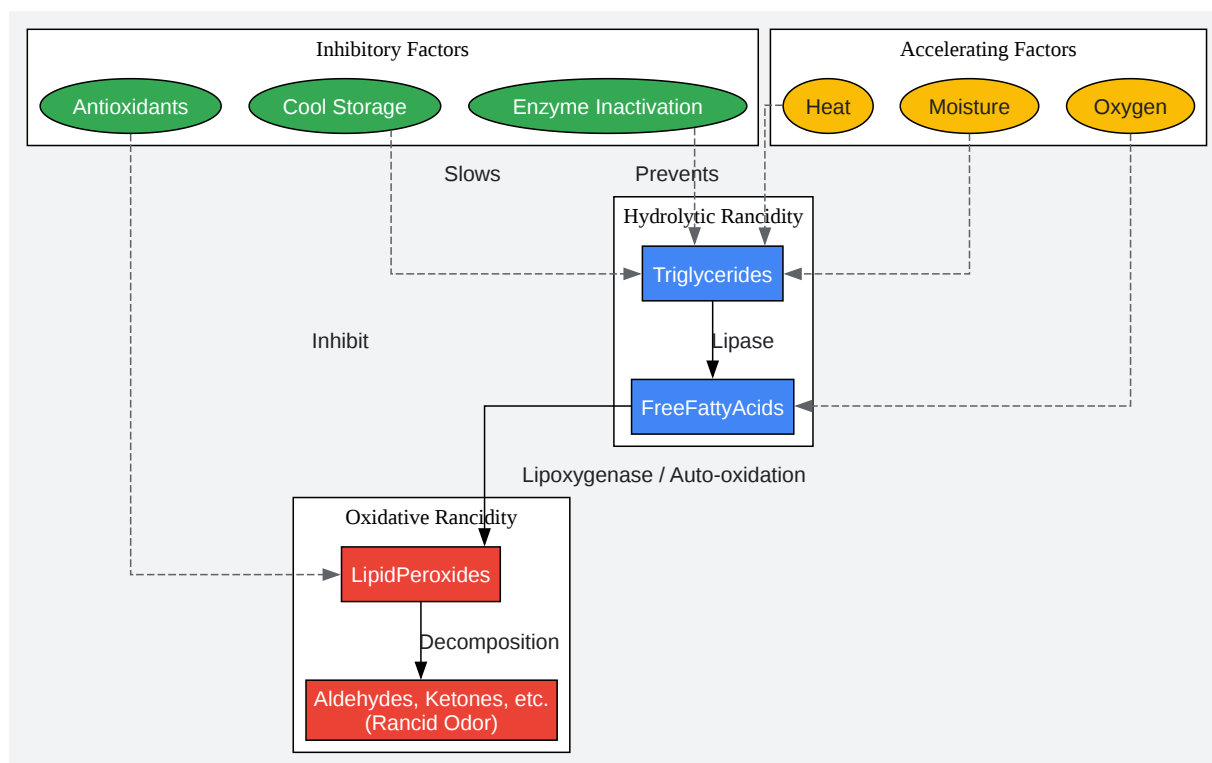 Inhibitory Factors
Accelerating Factors
Antioxidants
Cool Storage
Enzyme Inactivation
Heat
Moisture
Oxygen
Slows
Prevents
Hydrolytic Rancidity
Triglycerides
Inhibit
Lipase
FreeFattyAcids
Lipoxygenase / Auto-oxidation
Oxidative Rancidity
LipidPeroxides
Decomposition
Aldehydes, Ketones, etc.
(Rancid Odor)